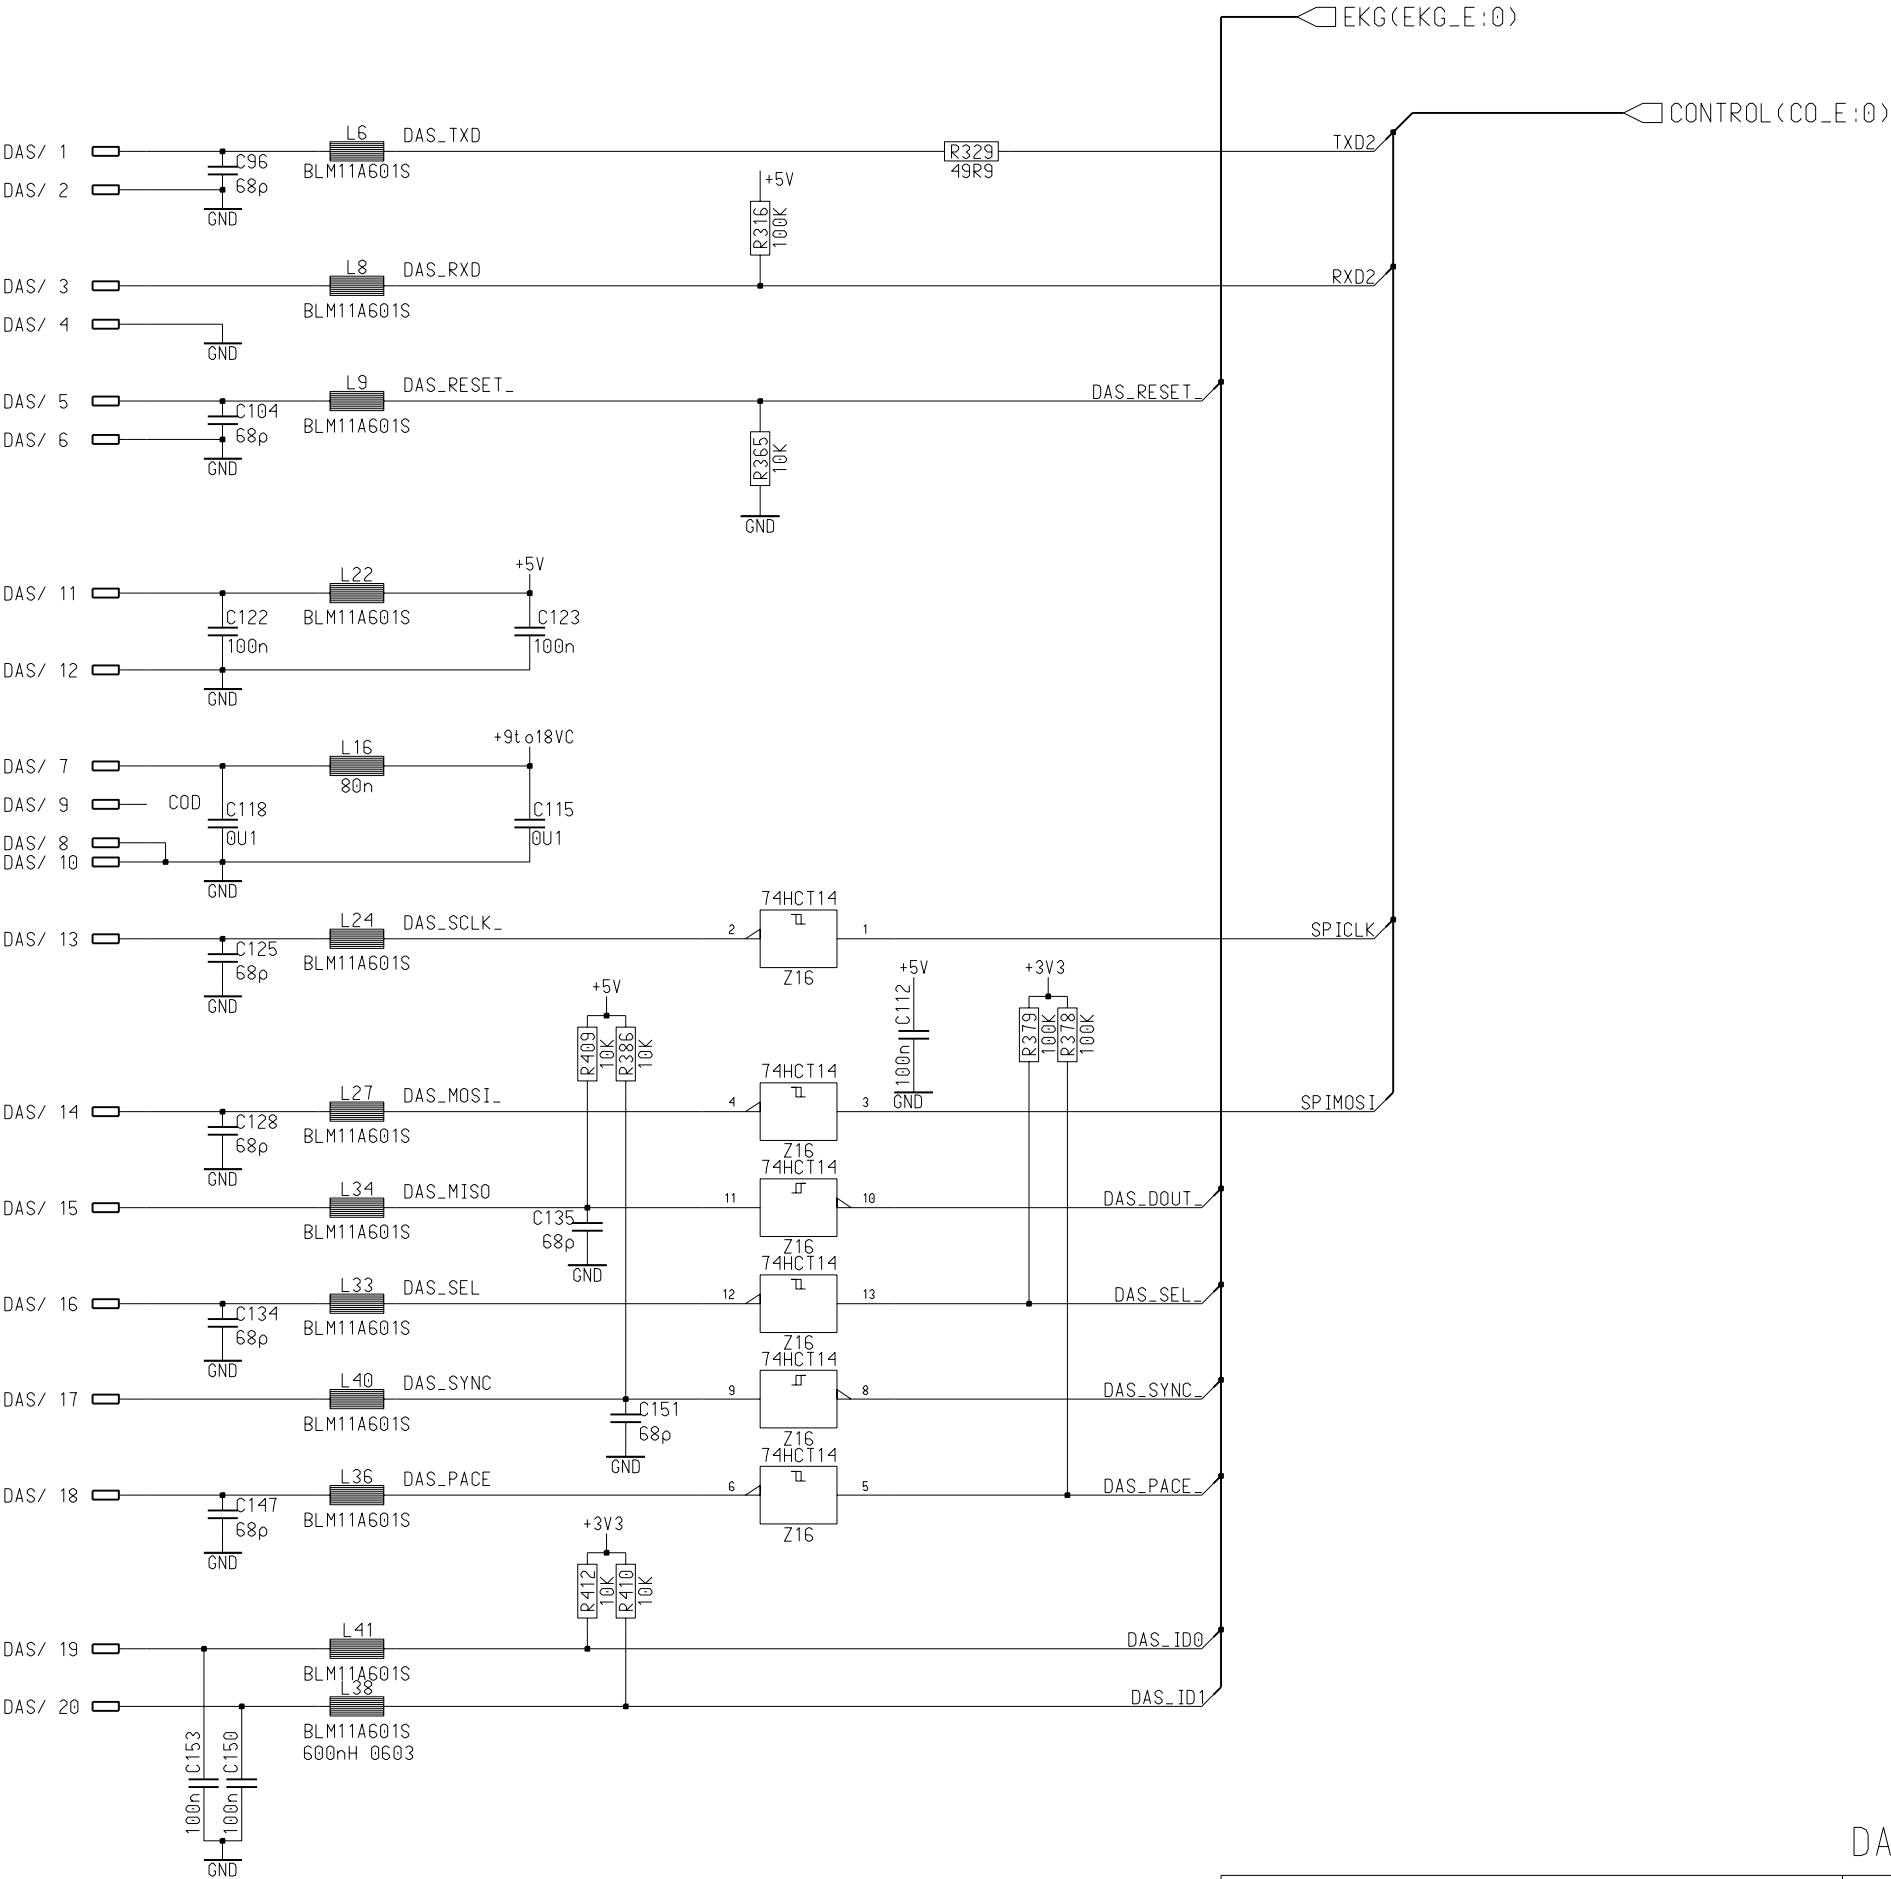 EKG(EKG_E:0)
CONTROL(CO_E:0)
DAS/ 1
C96
68p
L6
BLM11A601S
DAS_TXD
R329
49R9
TXD2
DAS/ 2
GND
+5V
R316
100K
DAS/ 3
L8
BLM11A601S
DAS_RXD
RXD2
DAS/ 4
GND
DAS/ 5
C104
68p
L9
BLM11A601S
DAS_RESET_
DAS_RESET_
DAS/ 6
GND
R365
10K
GND
DAS/ 11
L22
BLM11A601S
+5V
C122
100n
C123
100n
DAS/ 12
GND
DAS/ 7
L16
80n
+9to18VC
DAS/ 9
COD
C118
0U1
C115
0U1
DAS/ 8
DAS/ 10
GND
DAS/ 13
C125
68p
GND
L24
BLM11A601S
DAS_SCLK_
2
74HCT14
Z16
1
SPICLK
+5V
R409
10K
R386
10K
+5V
C112
100n
GND
+3V3
R379
100K
R378
100K
DAS/ 14
C128
68p
GND
L27
BLM11A601S
DAS_MOSI_
4
74HCT14
Z16
3
SPIMOSI
DAS/ 15
L34
BLM11A601S
DAS_MISO
C135
68p
GND
11
74HCT14
Z16
10
DAS_DOUT_
DAS/ 16
C134
68p
GND
L33
BLM11A601S
DAS_SEL
12
74HCT14
Z16
13
DAS_SEL_
DAS/ 17
L40
BLM11A601S
DAS_SYNC
C151
68p
GND
9
74HCT14
Z16
8
DAS_SYNC_
DAS/ 18
C147
68p
GND
L36
BLM11A601S
DAS_PACE
6
74HCT14
Z16
5
DAS_PACE_
+3V3
R412
10K
R410
10K
DAS/ 19
L41
BLM11A601S
DAS_ID0
DAS/ 20
L38
BLM11A601S
600nH 0603
DAS_ID1
C153
100n
C150
100n
GND
DA